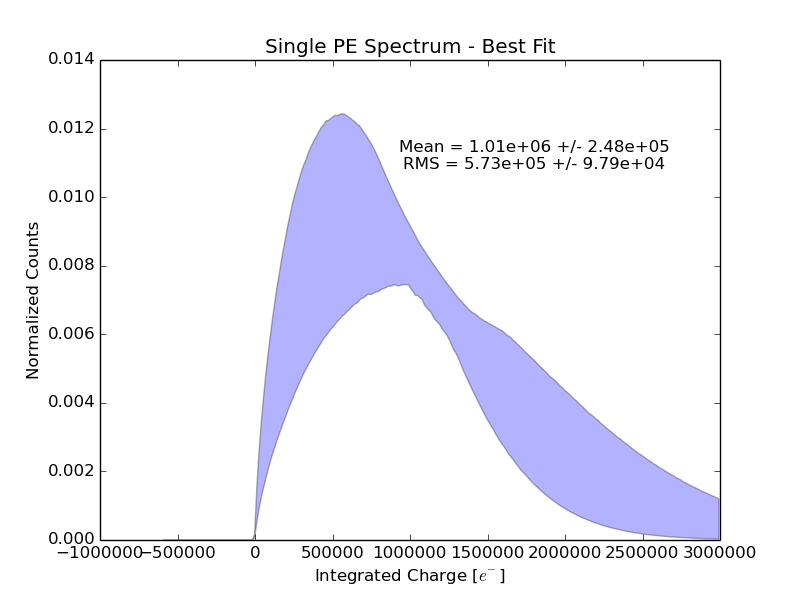 Single PE Spectrum - Best Fit
0.014
0.012
0.010
0.008
0.006
0.004
0.002
0.000
Normalized Counts
Mean = 1.01e+06 +/- 2.48e+05
RMS = 5.73e+05 +/- 9.79e+04
−1000000 −500000 0 500000 1000000 1500000 2000000 2500000 3000000
Integrated Charge [e⁻]